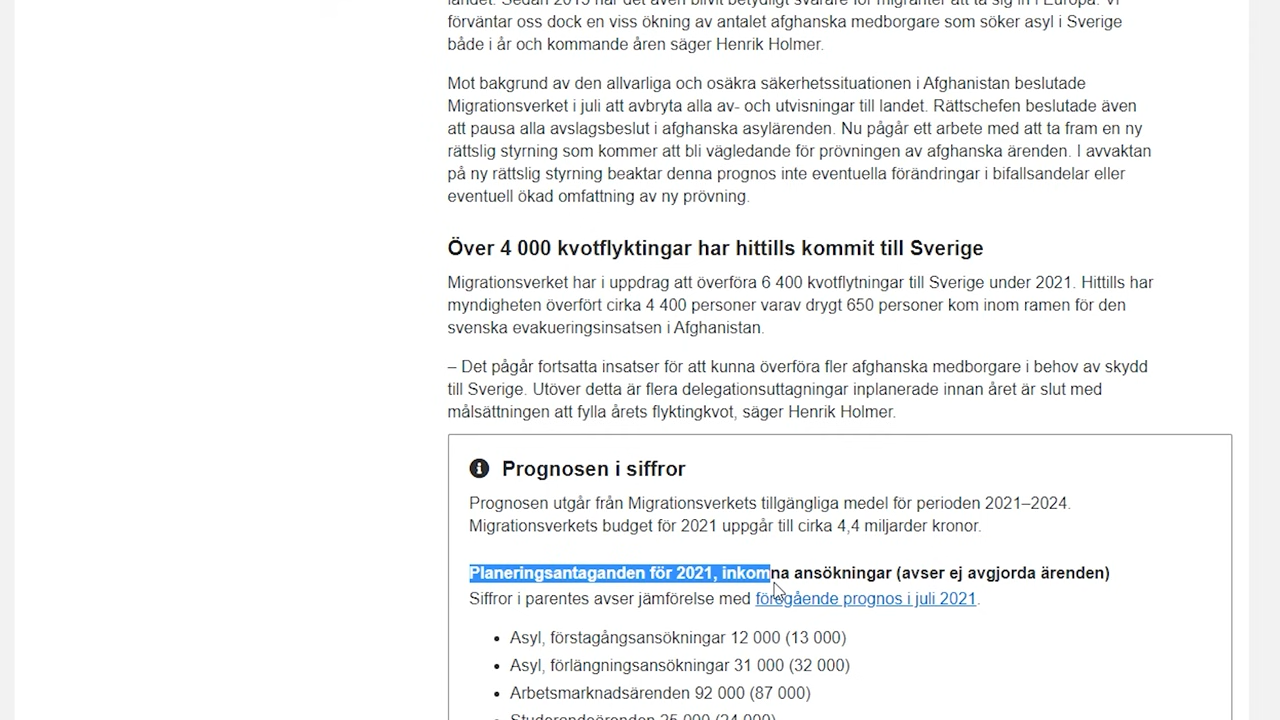 landet. Sedan 2015 har det även blivit betydligt svårare för migranter att ta sig in i Europa. Vi
förväntar oss dock en viss ökning av antalet afghanska medborgare som söker asyl i Sverige
både i år och kommande åren säger Henrik Holmer.
Mot bakgrund av den allvarliga och osäkra säkerhetssituationen i Afghanistan beslutade
Migrationsverket i juli att avbryta alla av- och utvisningar till landet. Rättschefen beslutade även
att pausa alla avslagsbeslut i afghanska asylärenden. Nu pågår ett arbete med att ta fram en ny
rättslig styrning som kommer att bli vägledande för prövningen av afghanska ärenden. I avvaktan
på ny rättslig styrning beaktar denna prognos inte eventuella förändringar i bifallsandelar eller
eventuell ökad omfattning av ny prövning.
Över 4 000 kvotflyktingar har hittills kommit till Sverige
Migrationsverket har i uppdrag att överföra 6 400 kvotflytningar till Sverige under 2021. Hittills har
myndigheten överfört cirka 4 400 personer varav drygt 650 personer kom inom ramen för den
svenska evakueringsinsatsen i Afghanistan.
– Det pågår fortsatta insatser för att kunna överföra fler afghanska medborgare i behov av skydd
till Sverige. Utöver detta är flera delegationsuttagningar inplanerade innan året är slut med
målsättningen att fylla årets flyktingkvot, säger Henrik Holmer.
Prognosen i siffror
Prognosen utgår från Migrationsverkets tillgängliga medel för perioden 2021–2024.
Migrationsverkets budget för 2021 uppgår till cirka 4,4 miljarder kronor.
Planeringsantaganden för 2021, inkomna ansökningar (avser ej avgjorda ärenden)
Siffror i parentes avser jämförelse med föregående prognos i juli 2021.
• Asyl, förstagångsansökningar 12 000 (13 000)
• Asyl, förlängningsansökningar 31 000 (32 000)
• Arbetsmarknadsärenden 92 000 (87 000)
• Studerandeärenden 25 000 (24 000)